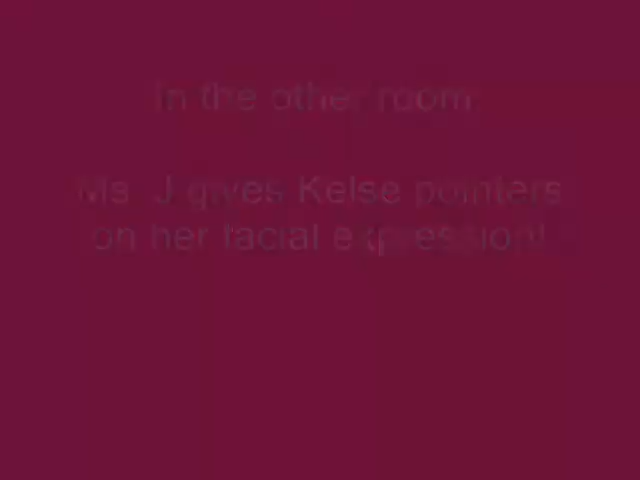 In the other room
Ms. J gives Kelse pointers
on her facial expression!